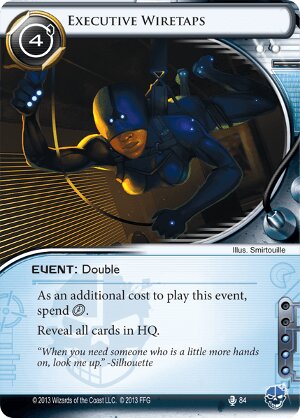 Executive Wiretaps
4
Illus. Smirtouille
EVENT: Double
As an additional cost to play this event,
spend.
Reveal all cards in HQ.
"When you need someone who is a little more hands
on, look me up." -Silhouette
© 2013 Wizards of the Coast LLC. © 2013 FFG
84